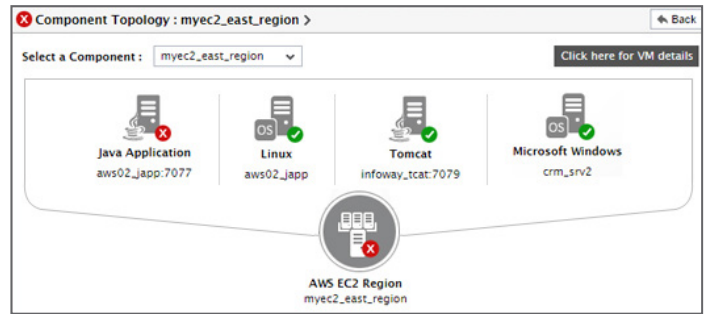 Component Topology : myec2_east_region >
Back
Select a Component :
myec2_east_region
Click here for VM details
OS
OS
Java Application
Linux
Tomcat
Microsoft Windows
aws02_japp:7077
aws02_japp
infoway_tcat:7079
crm_srv2
AWS EC2 Region
myec2_east_region